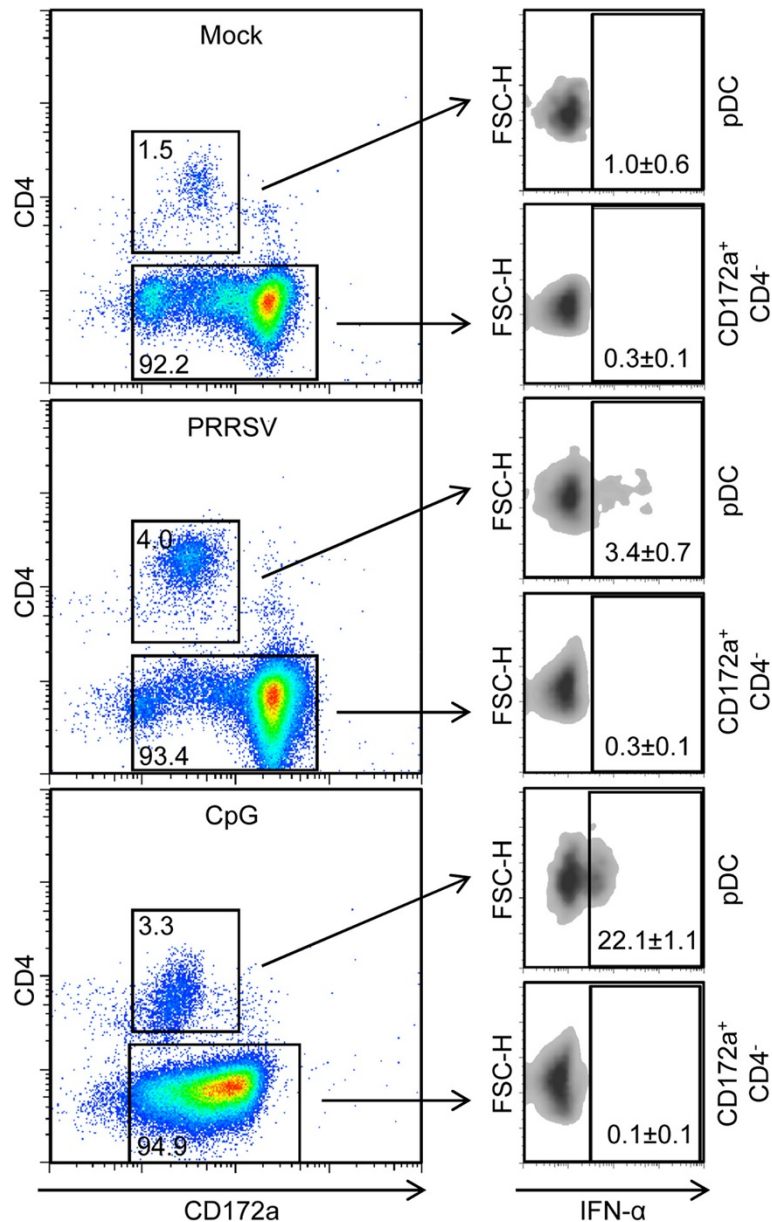 Mock
CD4
1.5
92.2
FSC-H
1.0±0.6
pDC
FSC-H
0.3±0.1
CD172a⁺
CD4⁻
PRRSV
CD4
4.0
93.4
FSC-H
3.4±0.7
pDC
FSC-H
0.3±0.1
CD172a⁺
CD4⁻
CpG
CD4
3.3
94.9
FSC-H
22.1±1.1
pDC
FSC-H
0.1±0.1
CD172a⁺
CD4⁻
CD172a
IFN-α